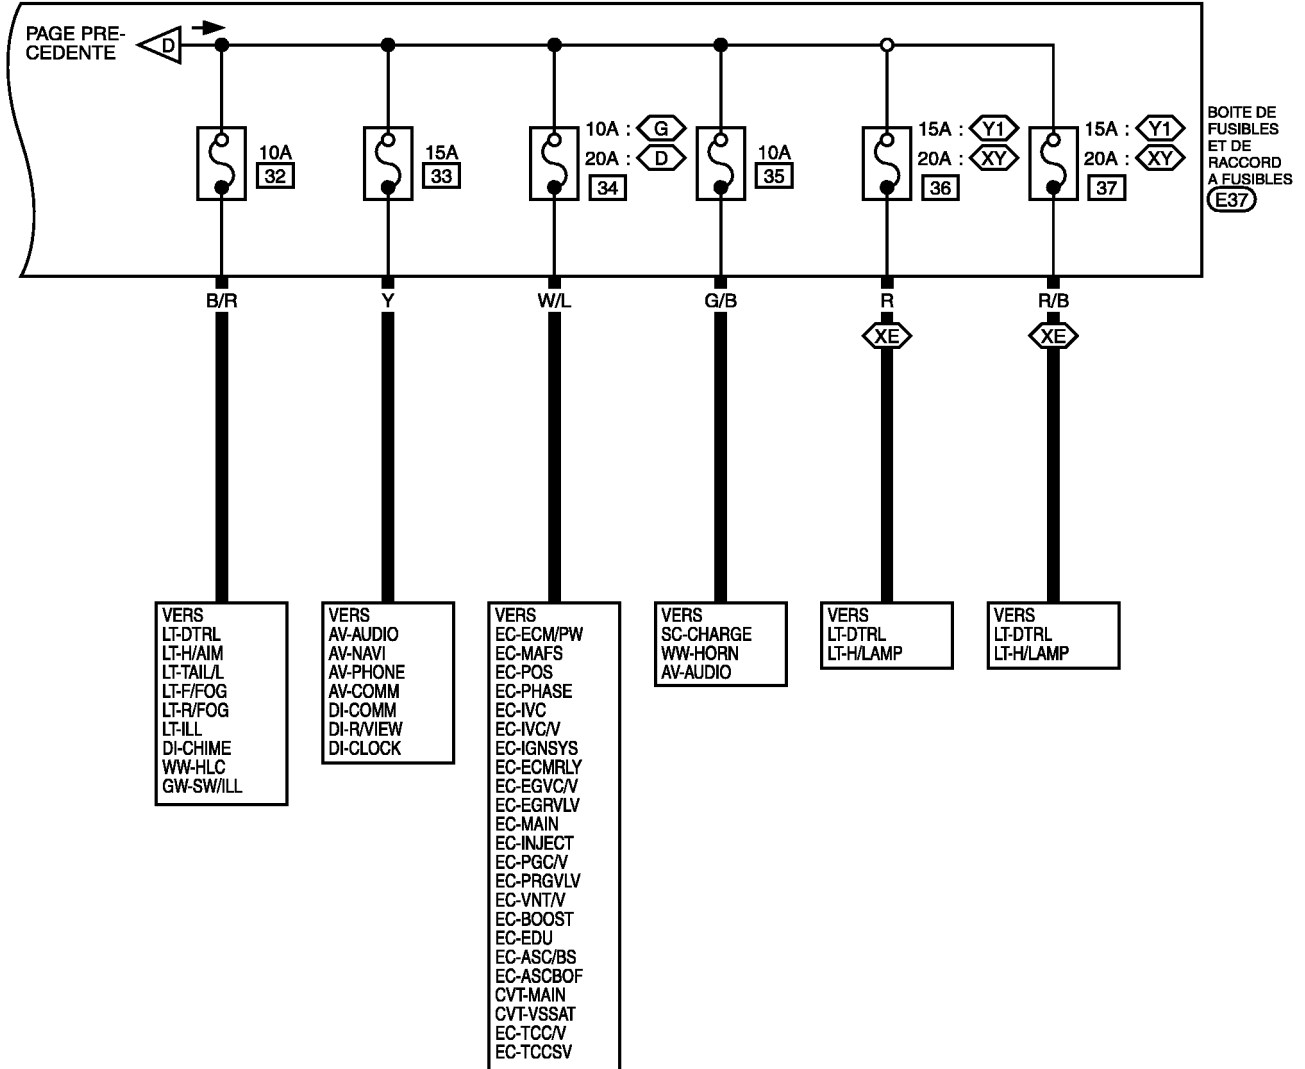 PAGE PRE-
CEDENTE
D
10A
32
15A
33
10A : G
20A : D
34
10A
35
15A : Y1
20A : XY
36
15A : Y1
20A : XY
37
BOITE DE
FUSIBLES
ET DE
RACCORD
A FUSIBLES
E37
B/R
Y
W/L
G/B
R
R/B
XE
XE
VERS
LT-DTRL
LT-H/AIM
LT-TAIL/L
LT-F/FOG
LT-R/FOG
LT-ILL
DI-CHIME
WW-HLC
GW-SW/ILL
VERS
AV-AUDIO
AV-NAVI
AV-PHONE
AV-COMM
DI-COMM
DI-R/VIEW
DI-CLOCK
VERS
EC-ECM/PW
EC-MAFS
EC-POS
EC-PHASE
EC-IVC
EC-IVC/V
EC-IGNSYS
EC-ECMRLY
EC-EGVC/V
EC-EGRVLV
EC-MAIN
EC-INJECT
EC-PGC/V
EC-PRGVLV
EC-VNT/V
EC-BOOST
EC-EDU
EC-ASC/BS
EC-ASCBOF
CVT-MAIN
CVT-VSSAT
EC-TCC/V
EC-TCCSV
VERS
SC-CHARGE
WW-HORN
AV-AUDIO
VERS
LT-DTRL
LT-H/LAMP
VERS
LT-DTRL
LT-H/LAMP